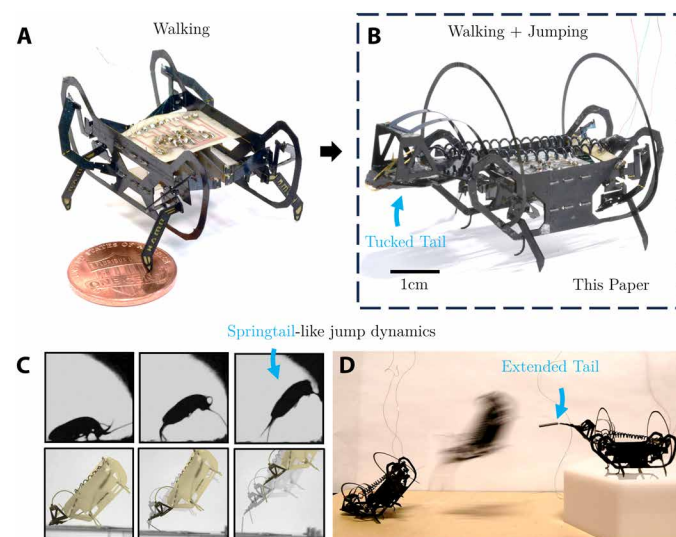 A
Walking
B
Walking + Jumping
Tucked Tail
1cm
This Paper
Springtail-like jump dynamics
C
D
Extended Tail